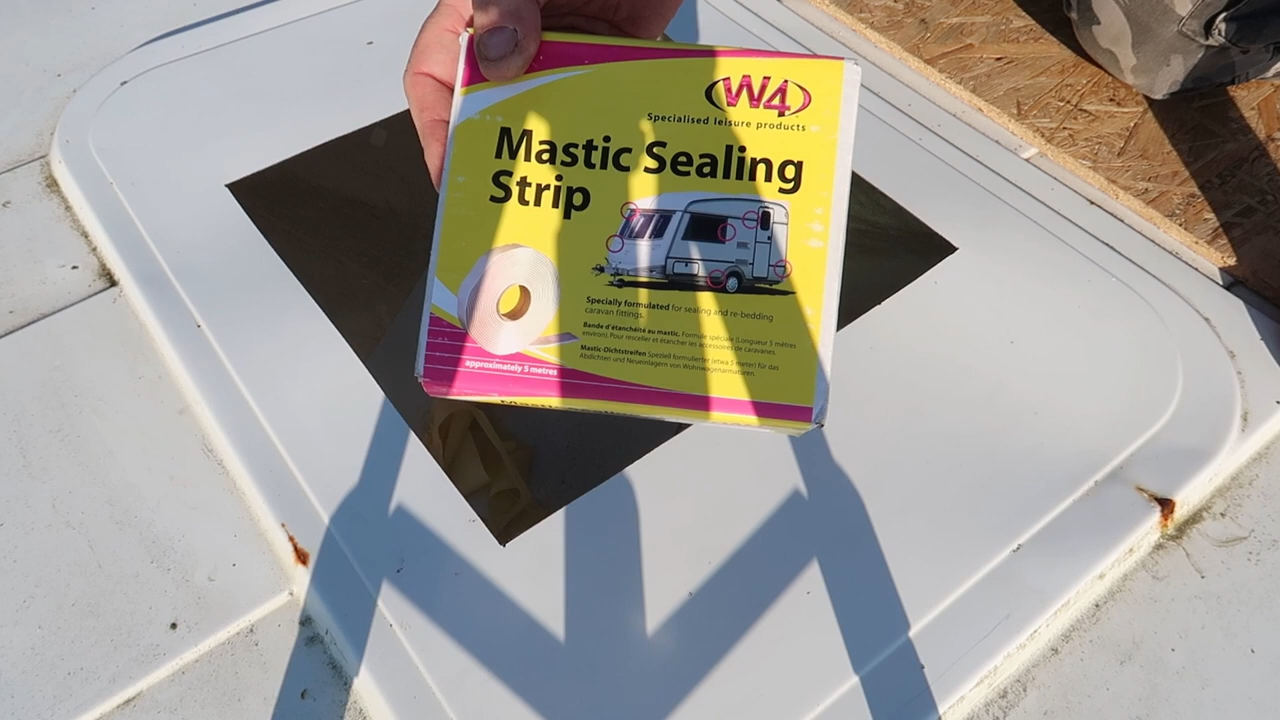 W4
Specialised leisure products
Mastic Sealing
Strip
Specially formulated for sealing and re-bedding
caravan fittings.
Bande d'étanchéité au mastic. Formule spéciale (Longueur 5 mètres
environ). Pour resceller et étancher les accessoires de caravanes.
Mastic-Dichtstreifen Speziell formulierter (etwa 5 meter) für das
Abdichten und Neueinlagern von Wohnwagenarmaturen.
approximately 5 metres